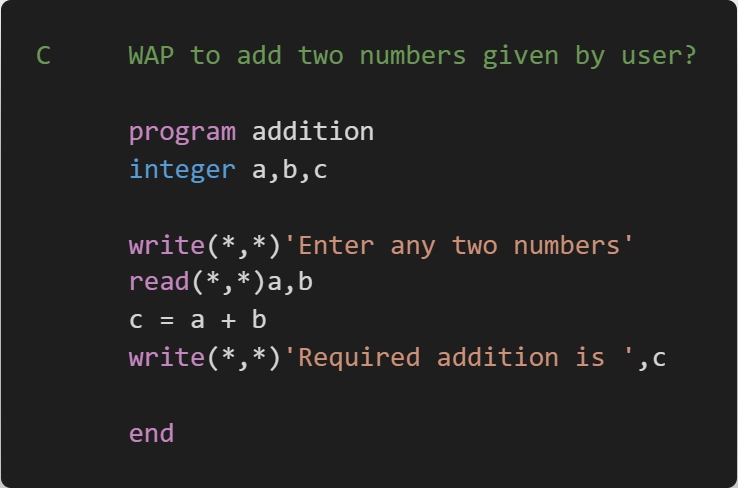 C     WAP to add two numbers given by user?
      program addition
      integer a,b,c
      write(*,*)'Enter any two numbers'
      read(*,*)a,b
      c = a + b
      write(*,*)'Required addition is ',c
      end